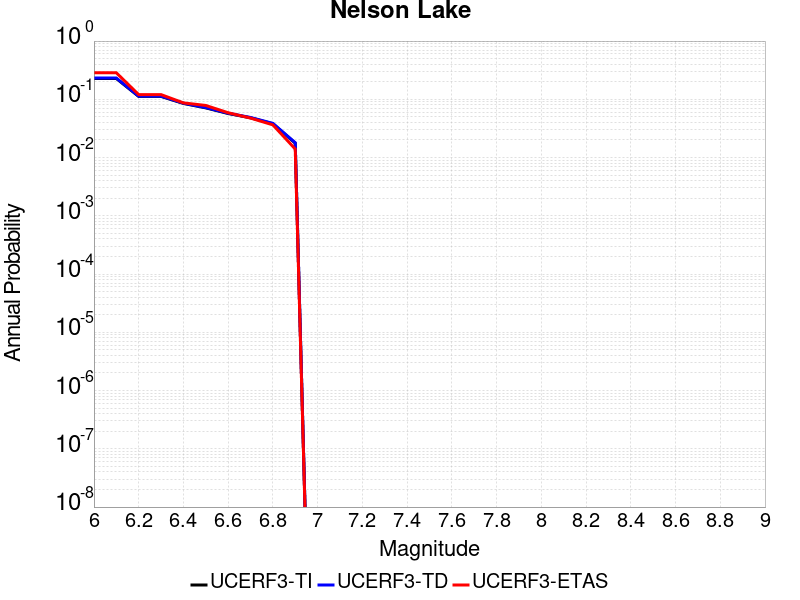 Nelson Lake
Annual Probability
10^0
10^-1
10^-2
10^-3
10^-4
10^-5
10^-6
10^-7
10^-8
6 6.2 6.4 6.6 6.8 7 7.2 7.4 7.6 7.8 8 8.2 8.4 8.6 8.8 9
Magnitude
UCERF3-TI UCERF3-TD UCERF3-ETAS